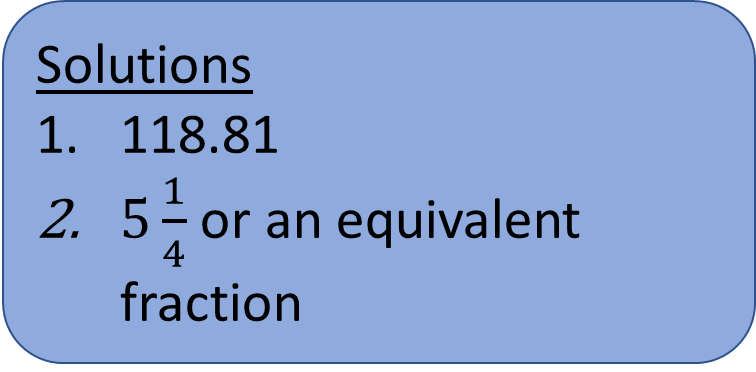 Solutions
1. 118.81
2. 5 1/4 or an equivalent
fraction